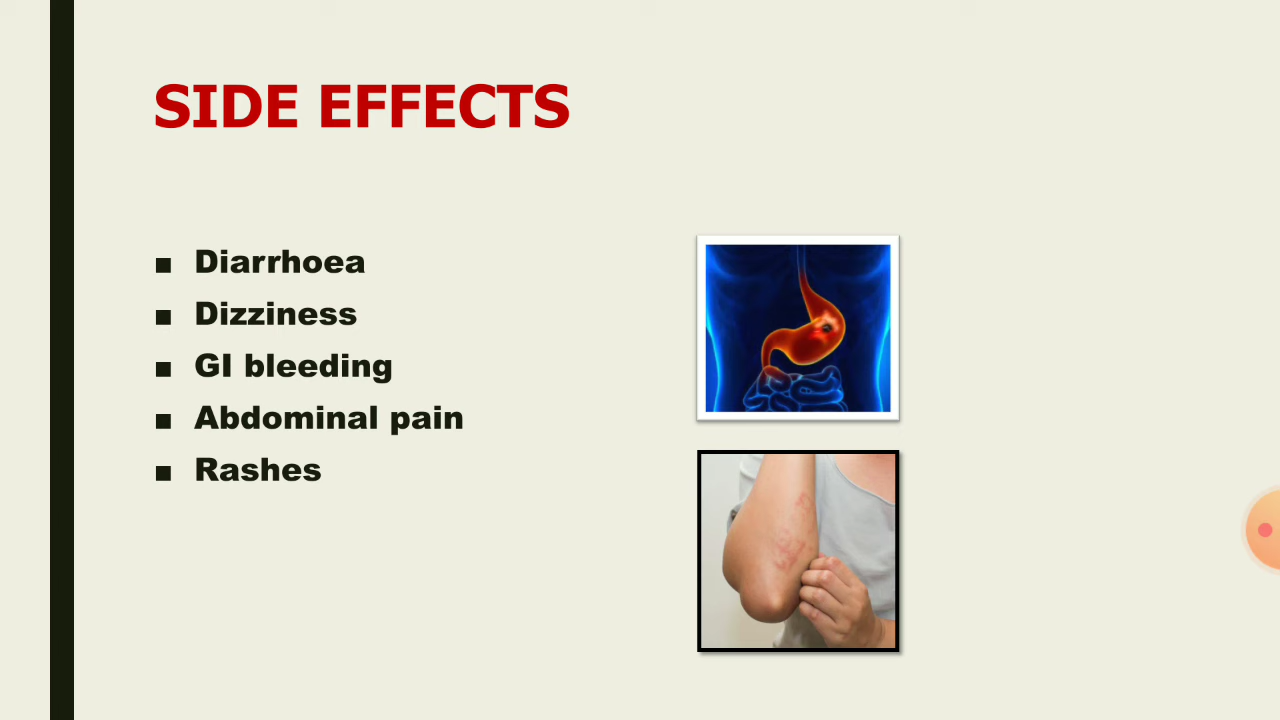 SIDE EFFECTS
Diarrhoea
Dizziness
GI bleeding
Abdominal pain
Rashes